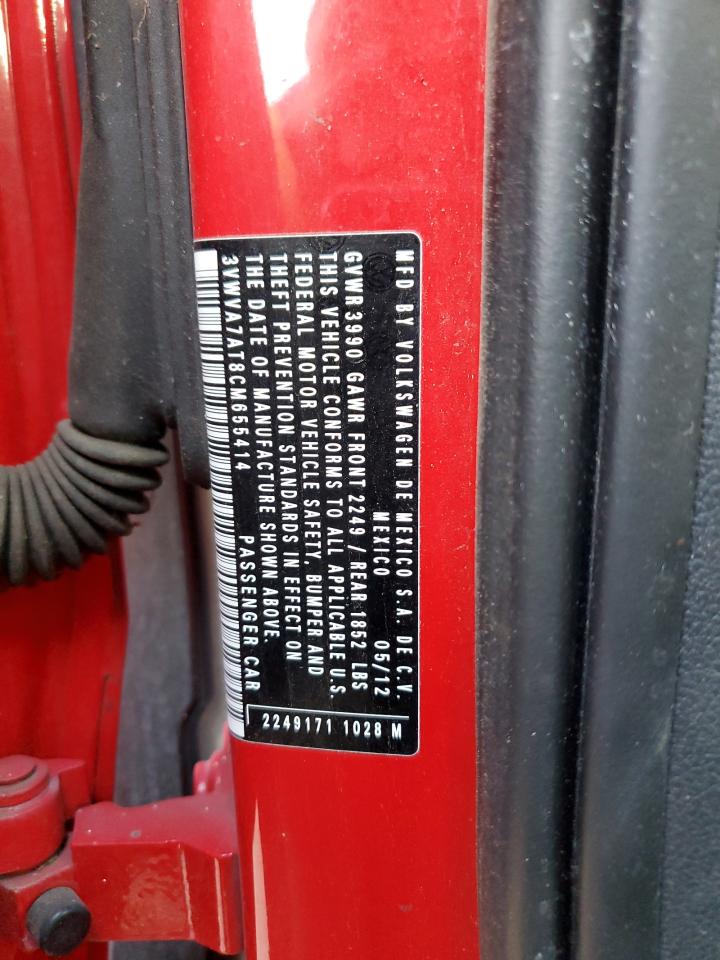 MFD BY VOLKSWAGEN DE MEXICO S.A. DE C.V.
MEXICO 05/12
GVWR 3990 GAWR FRONT 2249 / REAR 1852 LBS
THIS VEHICLE CONFORMS TO ALL APPLICABLE U.S.
FEDERAL MOTOR VEHICLE SAFETY, BUMPER AND
THEFT PREVENTION STANDARDS IN EFFECT ON
THE DATE OF MANUFACTURE SHOWN ABOVE.
3VWVA7AT8CM655414 PASSENGER CAR
2249171 1028 M